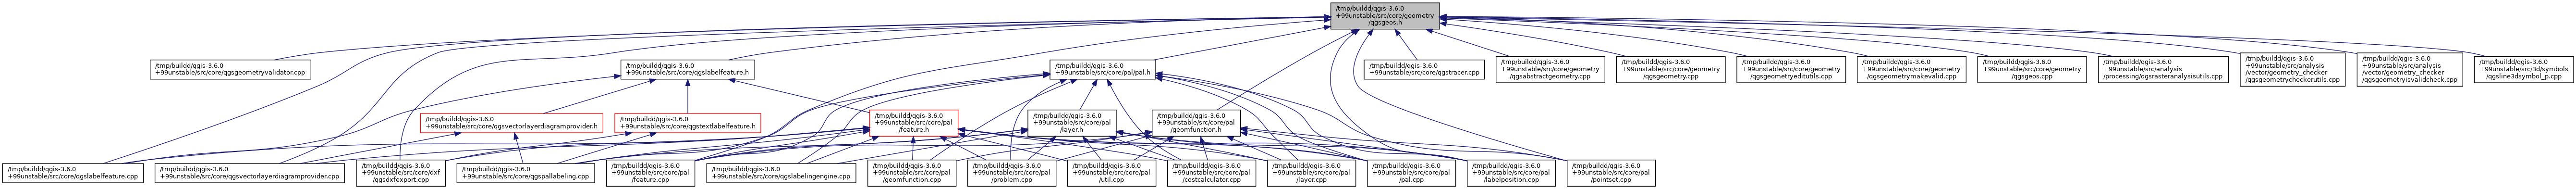 /tmp/buildd/qgis-3.6.0
+99unstable/src/core/geometry
/qgsgeos.h
/tmp/buildd/qgis-3.6.0
+99unstable/src/core/qgsgeometryvalidator.cpp
/tmp/buildd/qgis-3.6.0
+99unstable/src/core/qgslabelfeature.h
/tmp/buildd/qgis-3.6.0
+99unstable/src/core/pal/pal.h
/tmp/buildd/qgis-3.6.0
+99unstable/src/core/qgstracer.cpp
/tmp/buildd/qgis-3.6.0
+99unstable/src/core/geometry
/qgsabstractgeometry.cpp
/tmp/buildd/qgis-3.6.0
+99unstable/src/core/geometry
/qgsgeometry.cpp
/tmp/buildd/qgis-3.6.0
+99unstable/src/core/geometry
/qgsgeometryeditutils.cpp
/tmp/buildd/qgis-3.6.0
+99unstable/src/core/geometry
/qgsgeometrymakevalid.cpp
/tmp/buildd/qgis-3.6.0
+99unstable/src/core/geometry
/qgsgeos.cpp
/tmp/buildd/qgis-3.6.0
+99unstable/src/analysis
/processing/qgsrasteranalysisutils.cpp
/tmp/buildd/qgis-3.6.0
+99unstable/src/analysis
/vector/geometry_checker
/qgsgeometrycheckerutils.cpp
/tmp/buildd/qgis-3.6.0
+99unstable/src/analysis
/vector/geometry_checker
/qgsgeometryisvalidcheck.cpp
/tmp/buildd/qgis-3.6.0
+99unstable/src/3d/symbols
/qgsline3dsymbol_p.cpp
/tmp/buildd/qgis-3.6.0
+99unstable/src/core/qgsvectorlayerdiagramprovider.h
/tmp/buildd/qgis-3.6.0
+99unstable/src/core/qgstextlabelfeature.h
/tmp/buildd/qgis-3.6.0
+99unstable/src/core/pal
/feature.h
/tmp/buildd/qgis-3.6.0
+99unstable/src/core/pal
/layer.h
/tmp/buildd/qgis-3.6.0
+99unstable/src/core/pal
/geomfunction.h
/tmp/buildd/qgis-3.6.0
+99unstable/src/core/qgslabelfeature.cpp
/tmp/buildd/qgis-3.6.0
+99unstable/src/core/qgsvectorlayerdiagramprovider.cpp
/tmp/buildd/qgis-3.6.0
+99unstable/src/core/dxf
/qgsdxfexport.cpp
/tmp/buildd/qgis-3.6.0
+99unstable/src/core/qgspallabeling.cpp
/tmp/buildd/qgis-3.6.0
+99unstable/src/core/pal
/feature.cpp
/tmp/buildd/qgis-3.6.0
+99unstable/src/core/qgslabelingengine.cpp
/tmp/buildd/qgis-3.6.0
+99unstable/src/core/pal
/geomfunction.cpp
/tmp/buildd/qgis-3.6.0
+99unstable/src/core/pal
/problem.cpp
/tmp/buildd/qgis-3.6.0
+99unstable/src/core/pal
/util.cpp
/tmp/buildd/qgis-3.6.0
+99unstable/src/core/pal
/costcalculator.cpp
/tmp/buildd/qgis-3.6.0
+99unstable/src/core/pal
/layer.cpp
/tmp/buildd/qgis-3.6.0
+99unstable/src/core/pal
/pal.cpp
/tmp/buildd/qgis-3.6.0
+99unstable/src/core/pal
/labelposition.cpp
/tmp/buildd/qgis-3.6.0
+99unstable/src/core/pal
/pointset.cpp